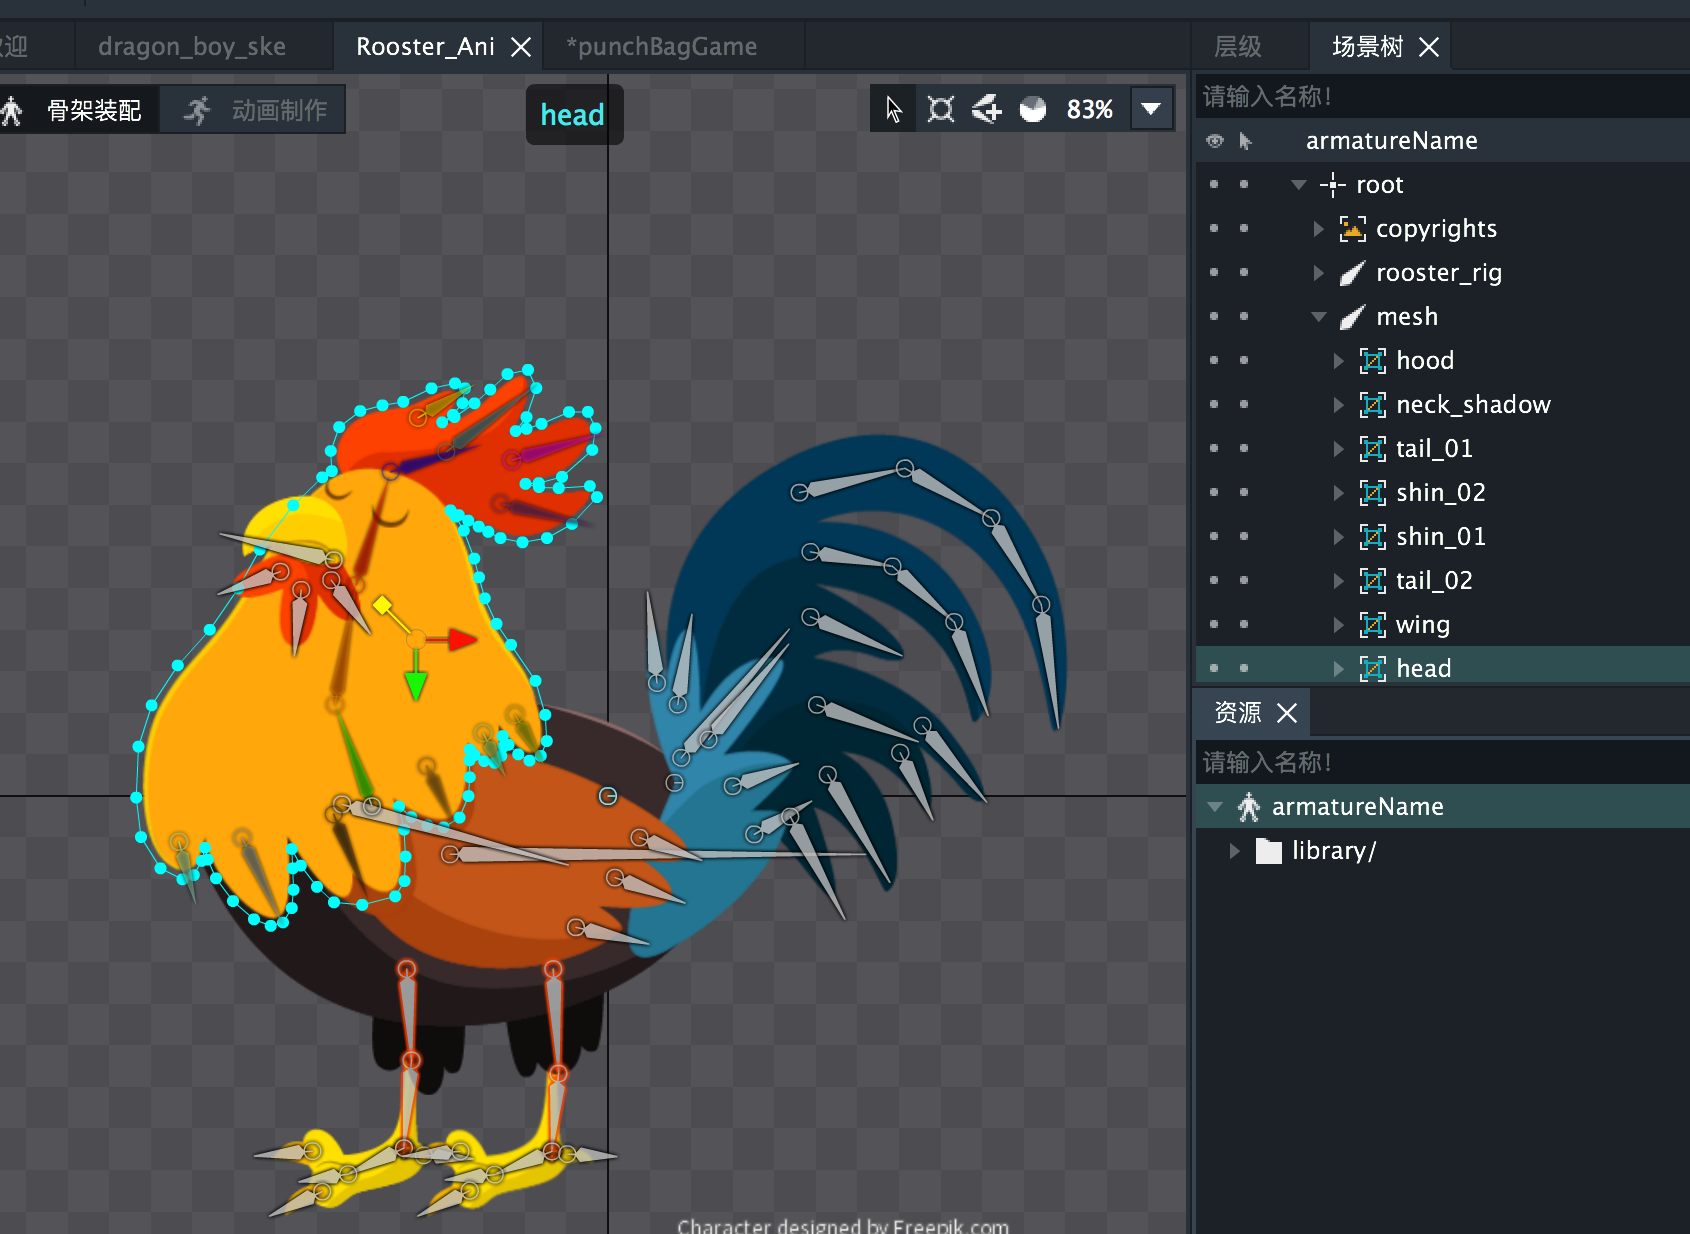 迎
dragon_boy_ske
Rooster_Ani
*punchBagGame
层级
场景树
骨架装配
动画制作
head
83%
请输入名称!
armatureName
root
copyrights
rooster_rig
mesh
hood
neck_shadow
tail_01
shin_02
shin_01
tail_02
wing
head
资源
请输入名称!
armatureName
library/
Character designed by Freepik.com